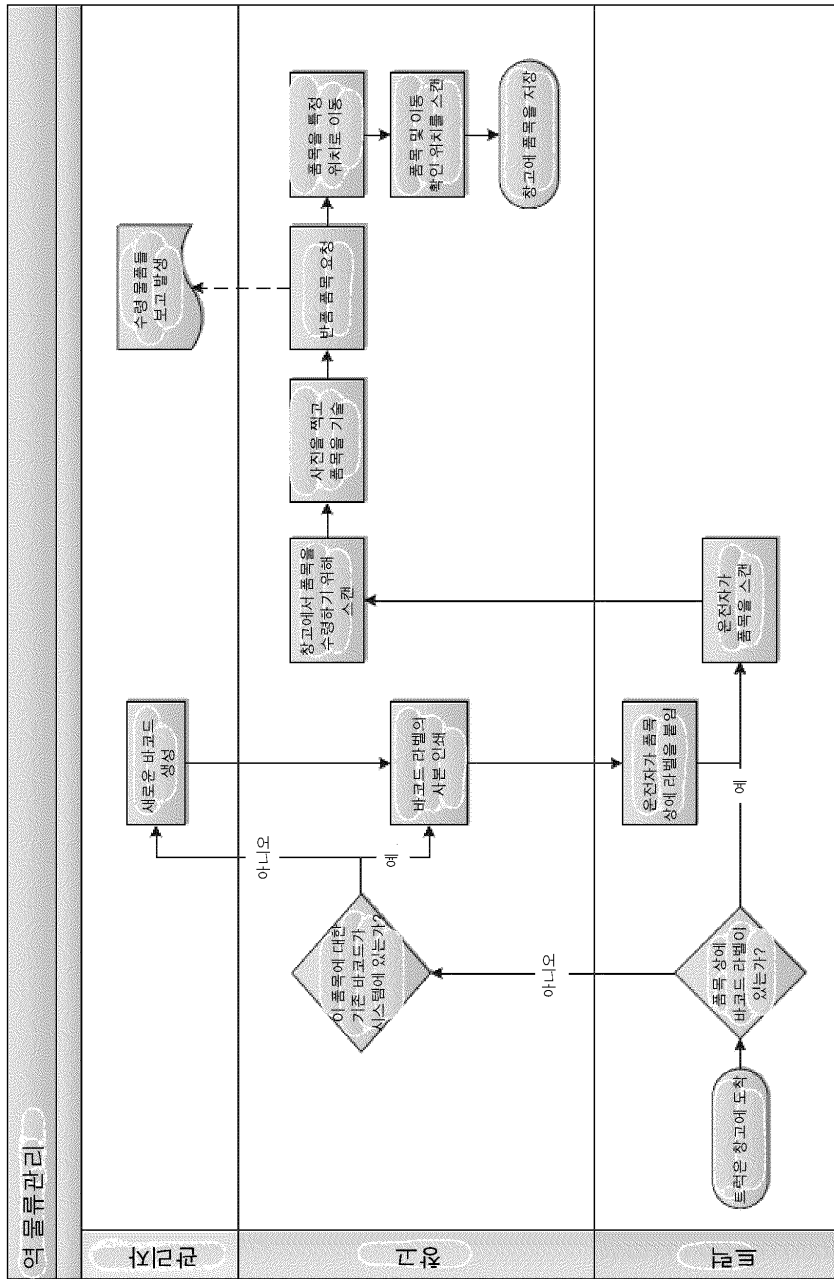 역 물류관리
관리자
새로운 바코드
생성
수령 물품들
보고 발생
창고
이 품목에 대한
기존 바코드가
시스템에 있는가?
아니오
예
바코드 라벨의
사본 인쇄
창고에서 품목을
수령하기 위해
스캔
사진을 찍고
품목을 기술
반품 품목 요청
품목을 특정
위치로 이동
품목 및 이동
확인 위치를 스캔
창고에 품목을 저장
트럭
트럭은 창고에 도착
품목 상에
바코드 라벨이
있는가?
아니오
예
운전자가 품목
상에 라벨을 붙임
운전자가
품목을 스캔